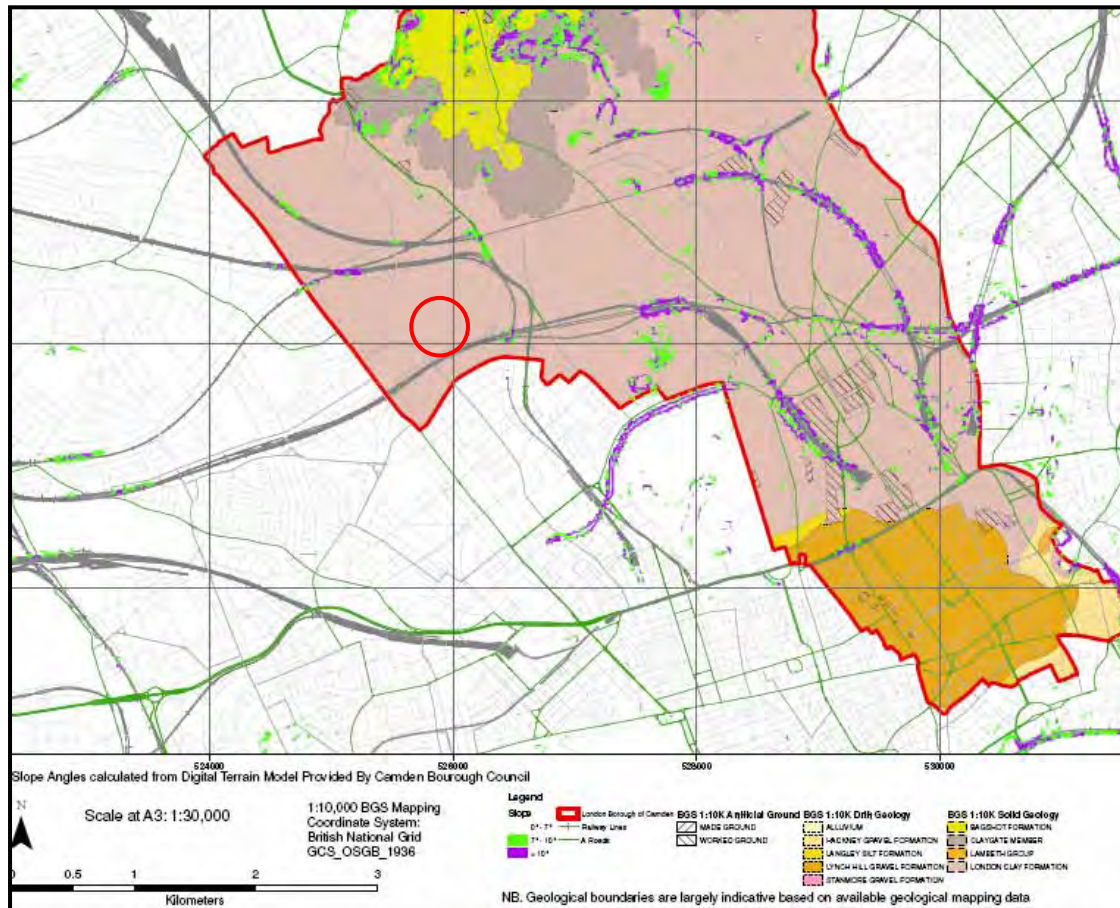 524000
526000
528000
530000
Slope Angles calculated from Digital Terrain Model Provided By Camden Bourough Council
N
Scale at A3: 1:30,000
1:10,000 BGS Mapping
Coordinate System:
British National Grid
GCS_OSGB_1936
0 0.5 1 2 3
Kilometers
Legend
Slope
0° - 7°
7° - 10°
> 10°
London Borough of Camden
Railway Lines
A Roads
BGS 1:10K Artificial Ground
MADE GROUND
WORKED GROUND
BGS 1:10K Drift Geology
ALLUVIUM
HACKNEY GRAVEL FORMATION
LANGLEY SILT FORMATION
LYNCH HILL GRAVEL FORMATION
STANMORE GRAVEL FORMATION
BGS 1:10K Solid Geology
BAGSHOT FORMATION
CLAYGATE MEMBER
LAMBETH GROUP
LONDON CLAY FORMATION
NB. Geological boundaries are largely indicative based on available geological mapping data